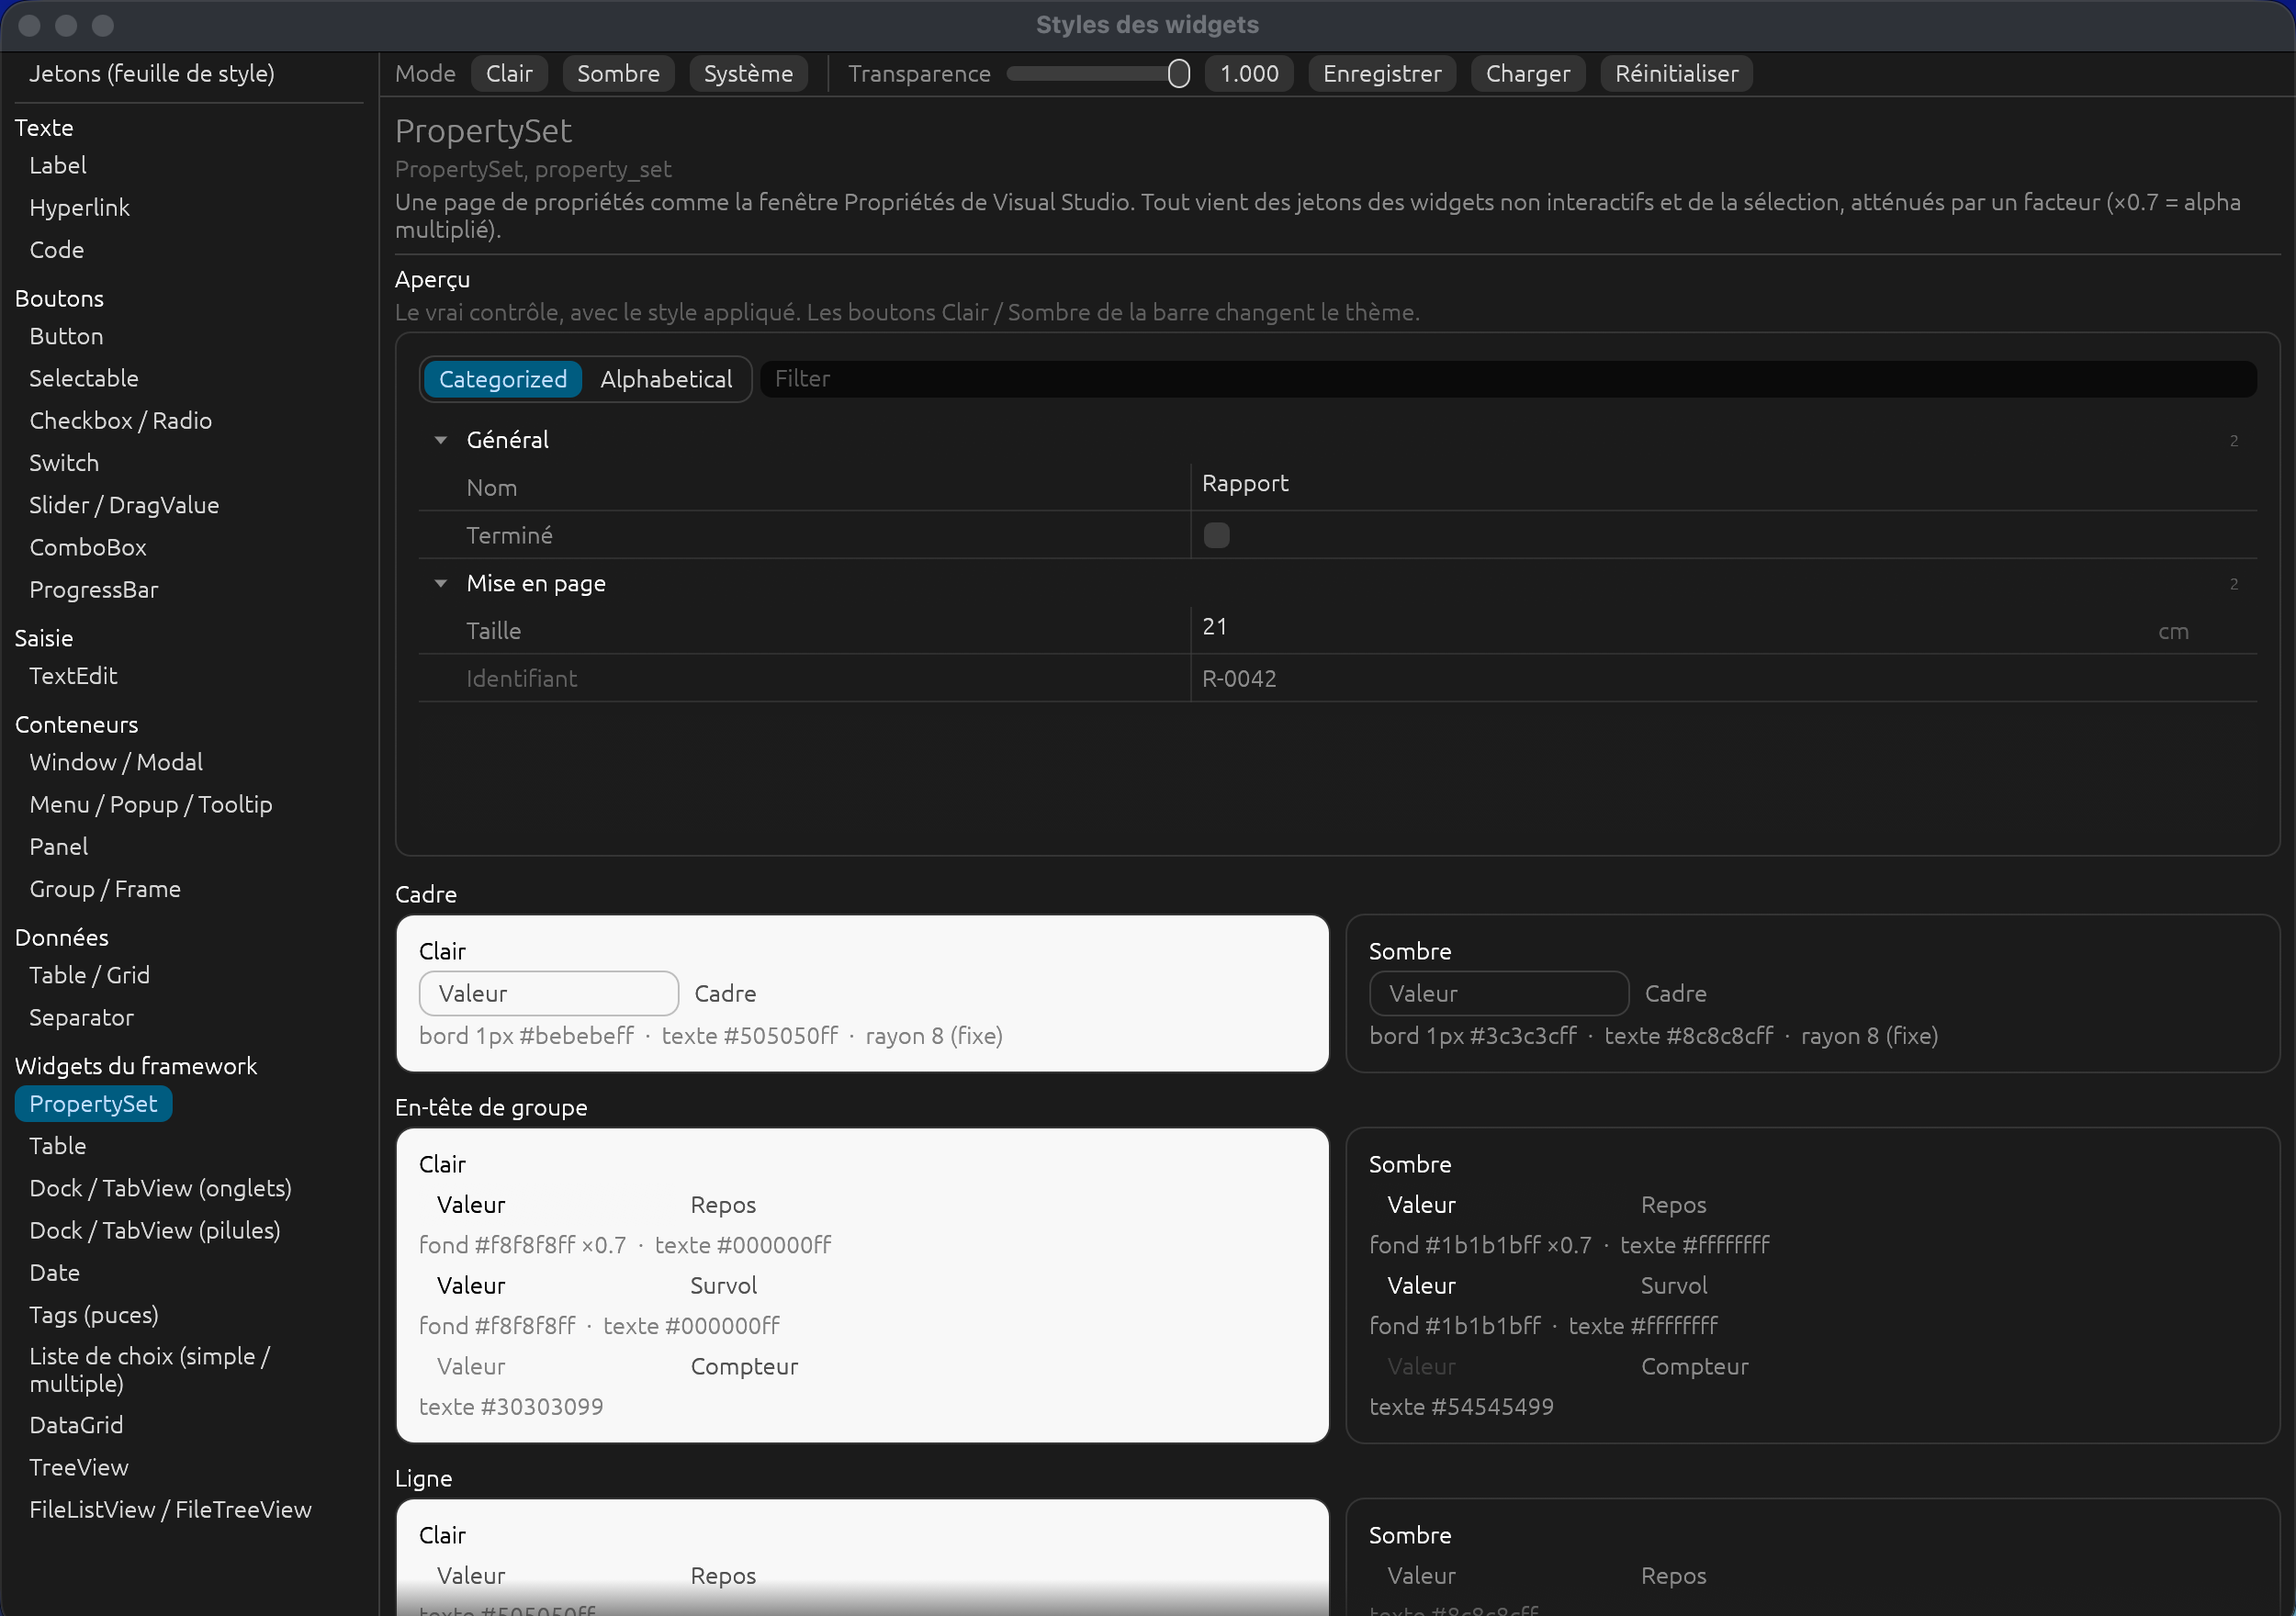 Styles des widgets
Jetons (feuille de style)
Texte
Label
Hyperlink
Code
Boutons
Button
Selectable
Checkbox / Radio
Switch
Slider / DragValue
ComboBox
ProgressBar
Saisie
TextEdit
Conteneurs
Window / Modal
Menu / Popup / Tooltip
Panel
Group / Frame
Données
Table / Grid
Separator
Widgets du framework
PropertySet
Table
Dock / TabView (onglets)
Dock / TabView (pilules)
Date
Tags (puces)
Liste de choix (simple /
multiple)
DataGrid
TreeView
FileListView / FileTreeView
Mode Clair Sombre Système Transparence 1.000 Enregistrer Charger Réinitialiser
PropertySet
PropertySet, property_set
Une page de propriétés comme la fenêtre Propriétés de Visual Studio. Tout vient des jetons des widgets non interactifs et de la sélection, atténués par un facteur (×0.7 = alpha
multiplié).
Aperçu
Le vrai contrôle, avec le style appliqué. Les boutons Clair / Sombre de la barre changent le thème.
Categorized Alphabetical Filter
Général 2
Nom Rapport
Terminé
Mise en page 2
Taille 21 cm
Identifiant R-0042
Cadre
Clair
Valeur Cadre
bord 1px #bebebeff · texte #505050ff · rayon 8 (fixe)
Sombre
Valeur Cadre
bord 1px #3c3c3cff · texte #8c8c8cff · rayon 8 (fixe)
En-tête de groupe
Clair
Valeur Repos
fond #f8f8f8ff ×0.7 · texte #000000ff
Valeur Survol
fond #f8f8f8ff · texte #000000ff
Valeur Compteur
texte #30303099
Sombre
Valeur Repos
fond #1b1b1bff ×0.7 · texte #ffffffff
Valeur Survol
fond #1b1b1bff · texte #ffffffff
Valeur Compteur
texte #54545499
Ligne
Clair
Valeur Repos
texte #505050ff
Sombre
Valeur Repos
texte #8c8c8cff